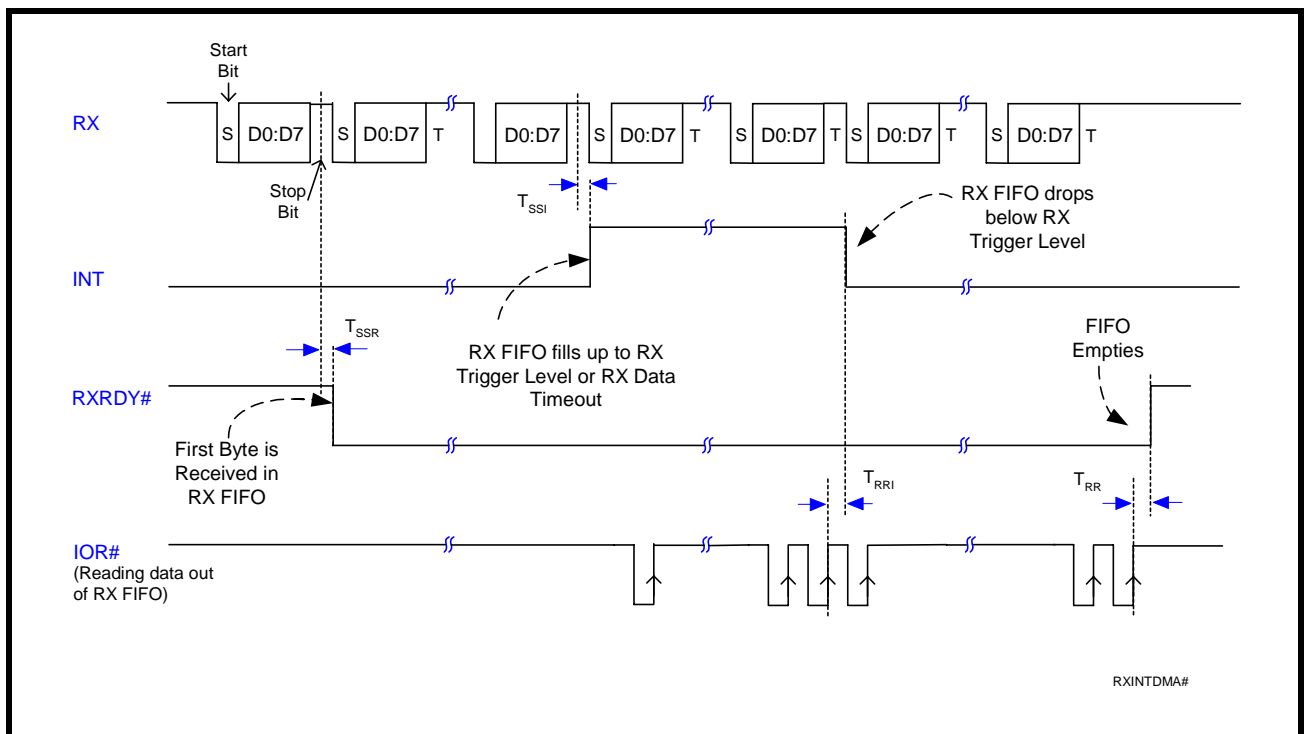 Start
Bit
RX
S D0:D7 S D0:D7 T D0:D7 S D0:D7 T S D0:D7 T S D0:D7 T S D0:D7 T
Stop
Bit
TSSI
RX FIFO drops
below RX
Trigger Level
INT
TSSR
RX FIFO fills up to RX
Trigger Level or RX Data
Timeout
FIFO
Empties
RXRDY#
First Byte is
Received in
RX FIFO
TRRI
TRR
IOR#
(Reading data out
of RX FIFO)
RXINTDMA#